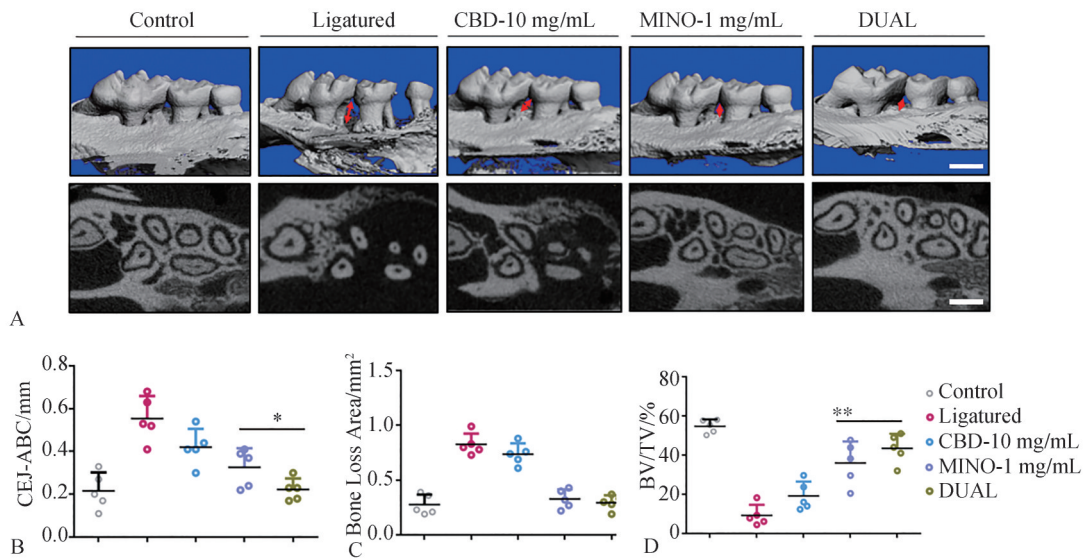 Control Ligatured CBD-10 mg/mL MINO-1 mg/mL DUAL
A
B
CEJ-ABC/mm
0.8
0.6
0.4
0.2
0.0
*
C
Bone Loss Area/mm²
1.5
1.0
0.5
0.0
D
BV/TV/%
80
60
40
20
0
**
Control
Ligatured
CBD-10 mg/mL
MINO-1 mg/mL
DUAL